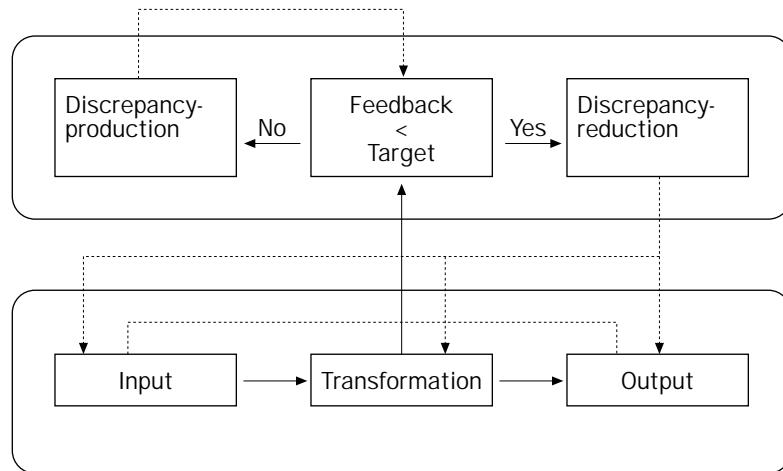 Discrepancy-
production
No
Feedback
<
Target
Yes
Discrepancy-
reduction
Input
Transformation
Output